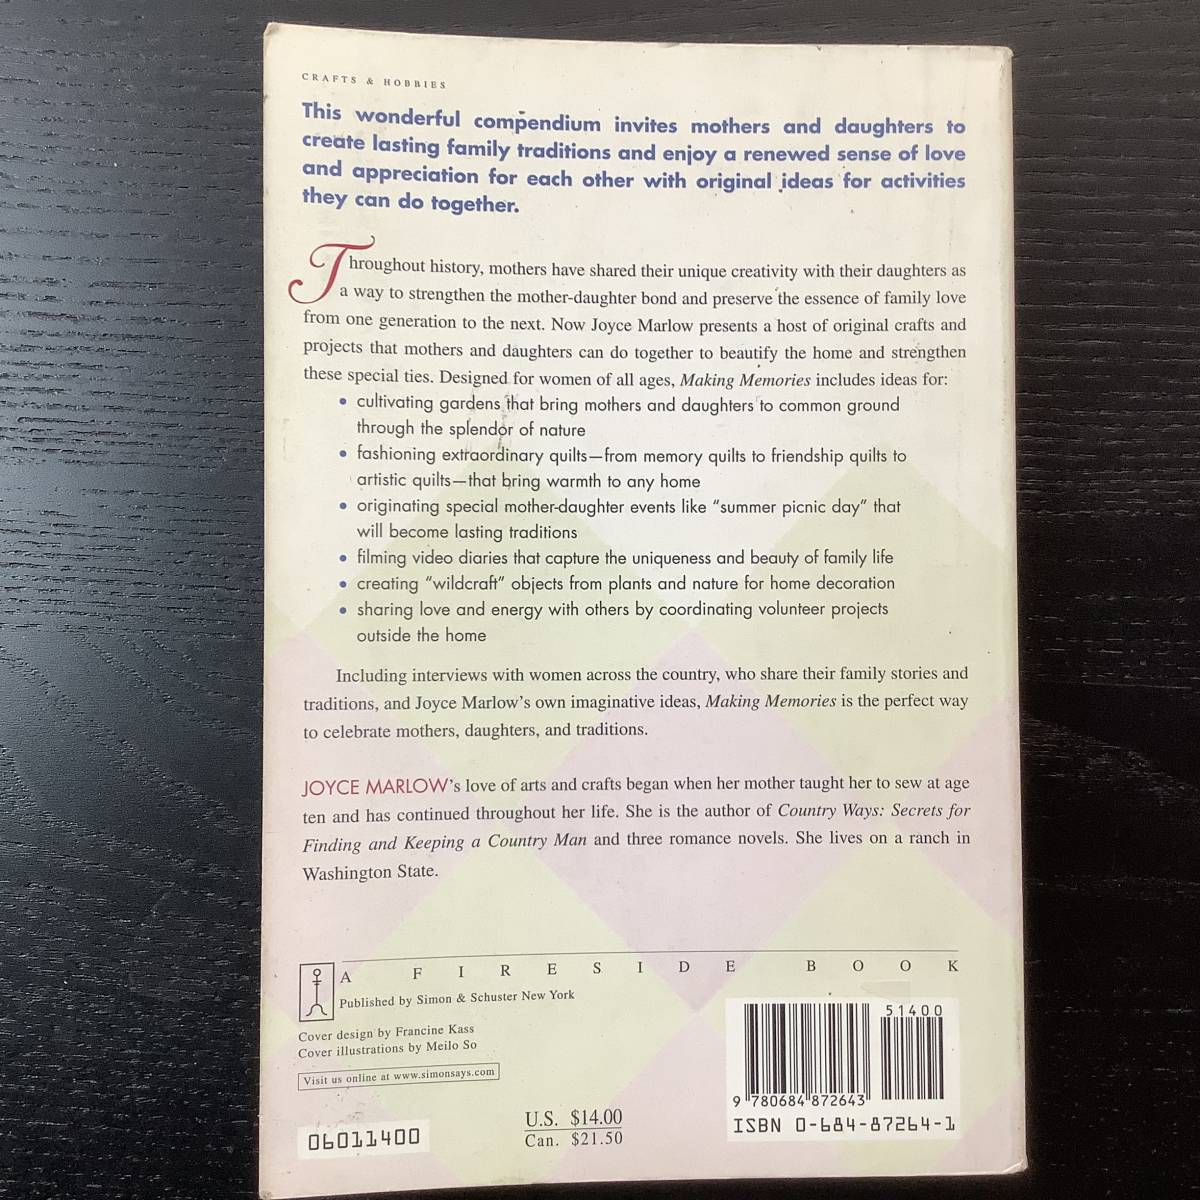 CRAFTS & HOBBIES
This wonderful compendium invites mothers and daughters to
create lasting family traditions and enjoy a renewed sense of love
and appreciation for each other with original ideas for activities
they can do together.
Throughout history, mothers have shared their unique creativity with their daughters as
a way to strengthen the mother-daughter bond and preserve the essence of family love
from one generation to the next. Now Joyce Marlow presents a host of original crafts and
projects that mothers and daughters can do together to beautify the home and strengthen
these special ties. Designed for women of all ages, Making Memories includes ideas for:
• cultivating gardens that bring mothers and daughters to common ground
through the splendor of nature
• fashioning extraordinary quilts—from memory quilts to friendship quilts to
artistic quilts—that bring warmth to any home
• originating special mother-daughter events like "summer picnic day" that
will become lasting traditions
• filming video diaries that capture the uniqueness and beauty of family life
• creating "wildcraft" objects from plants and nature for home decoration
• sharing love and energy with others by coordinating volunteer projects
outside the home
Including interviews with women across the country, who share their family stories and
traditions, and Joyce Marlow's own imaginative ideas, Making Memories is the perfect way
to celebrate mothers, daughters, and traditions.
JOYCE MARLOW's love of arts and crafts began when her mother taught her to sew at age
ten and has continued throughout her life. She is the author of Country Ways: Secrets for
Finding and Keeping a Country Man and three romance novels. She lives on a ranch in
Washington State.
A FIRESIDE BOOK
Published by Simon & Schuster New York
Cover design by Francine Kass
Cover illustrations by Meilo So
Visit us online at www.simonsays.com
06011400
U.S. $14.00
Can. $21.50
51400
9 780684 872643
ISBN 0-684-87264-1